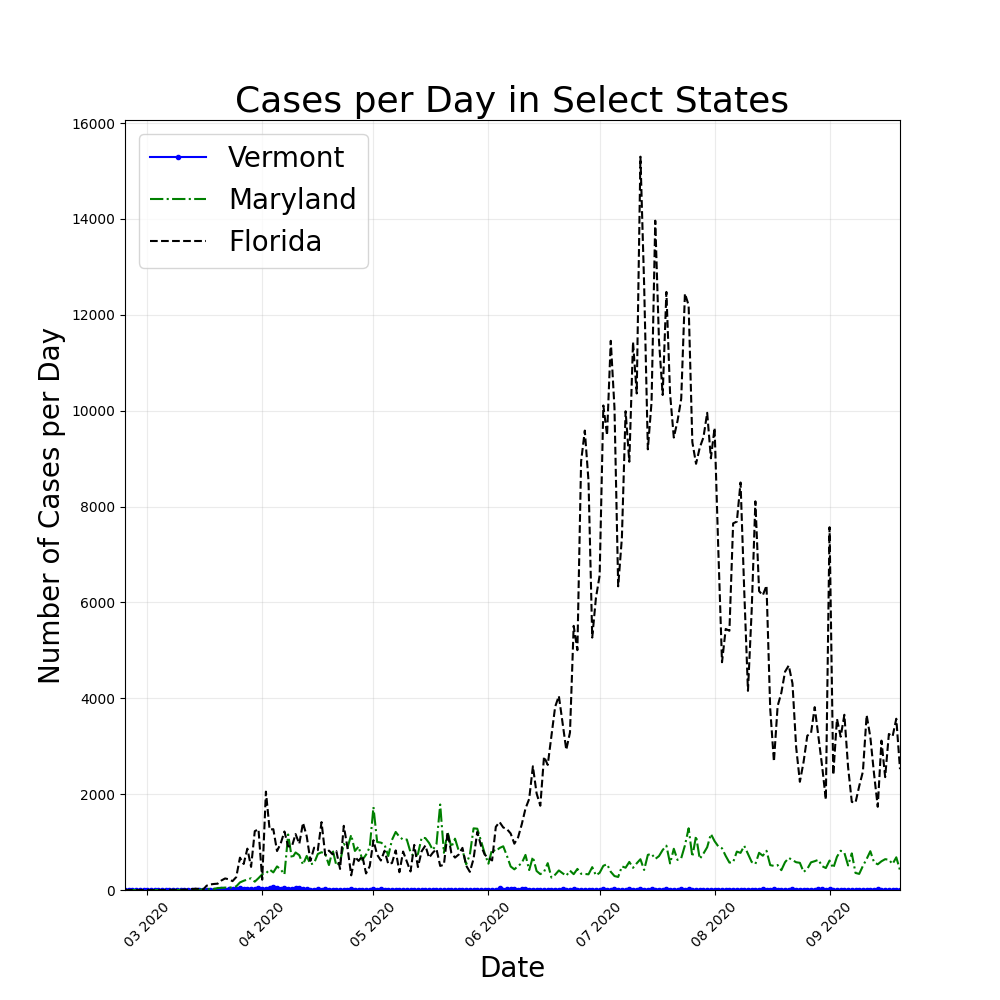 Cases per Day in Select States
Vermont
Maryland
Florida
Number of Cases per Day
16000
14000
12000
10000
8000
6000
4000
2000
0
03 2020
04 2020
05 2020
06 2020
07 2020
08 2020
09 2020
Date